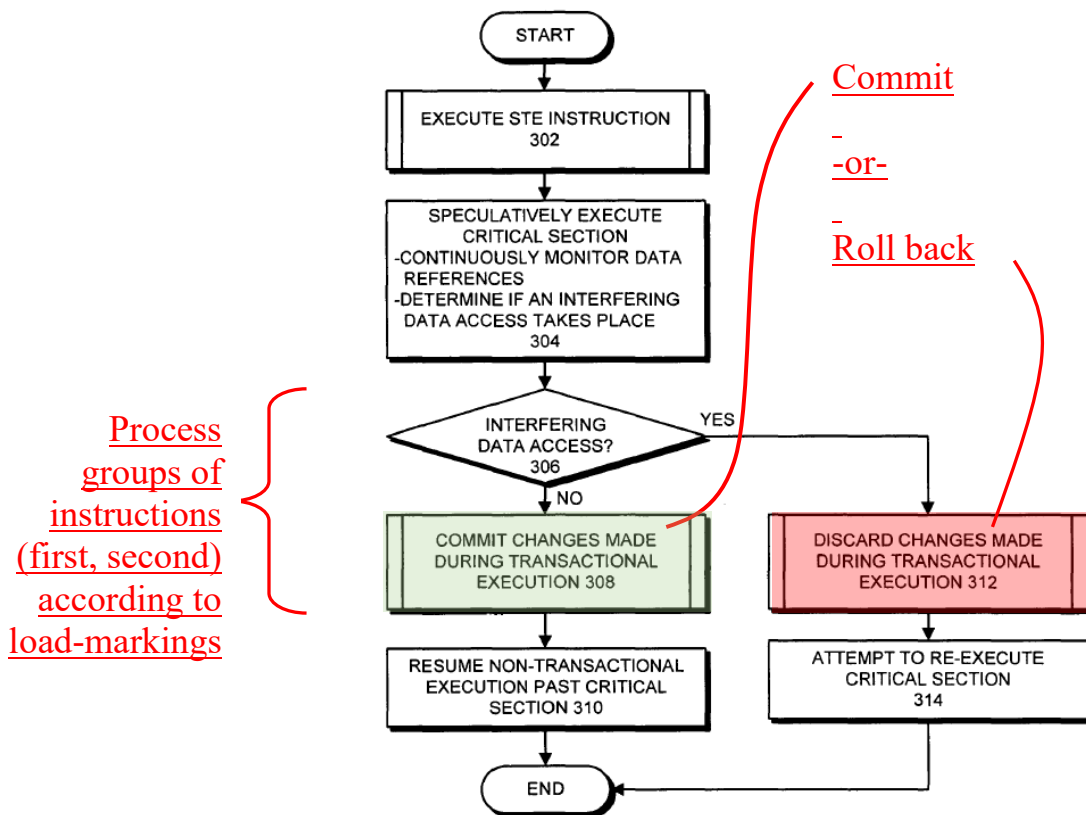 START
EXECUTE STE INSTRUCTION
302
SPECULATIVELY EXECUTE
CRITICAL SECTION
-CONTINUOUSLY MONITOR DATA
REFERENCES
-DETERMINE IF AN INTERFERING
DATA ACCESS TAKES PLACE
304
Commit
-or-
Roll back
INTERFERING
DATA ACCESS?
306
YES
NO
Process
groups of
instructions
(first, second)
according to
load-markings
COMMIT CHANGES MADE
DURING TRANSACTIONAL
EXECUTION 308
DISCARD CHANGES MADE
DURING TRANSACTIONAL
EXECUTION 312
RESUME NON-TRANSACTIONAL
EXECUTION PAST CRITICAL
SECTION 310
ATTEMPT TO RE-EXECUTE
CRITICAL SECTION
314
END